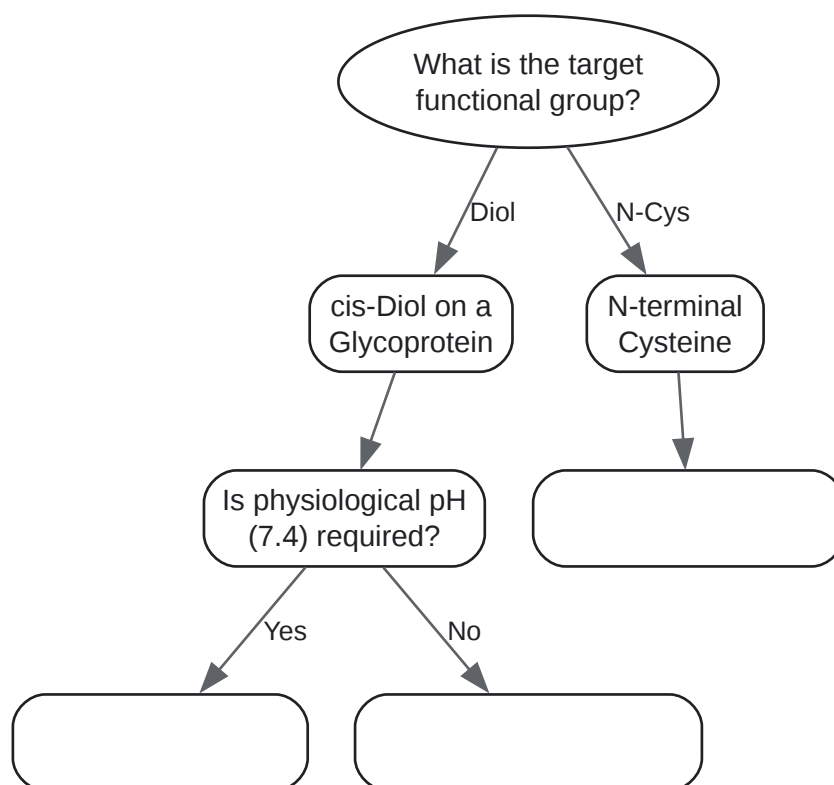 What is the target
functional group?
Diol
N-Cys
cis-Diol on a
Glycoprotein
N-terminal
Cysteine
Is physiological pH
(7.4) required?
Yes
No